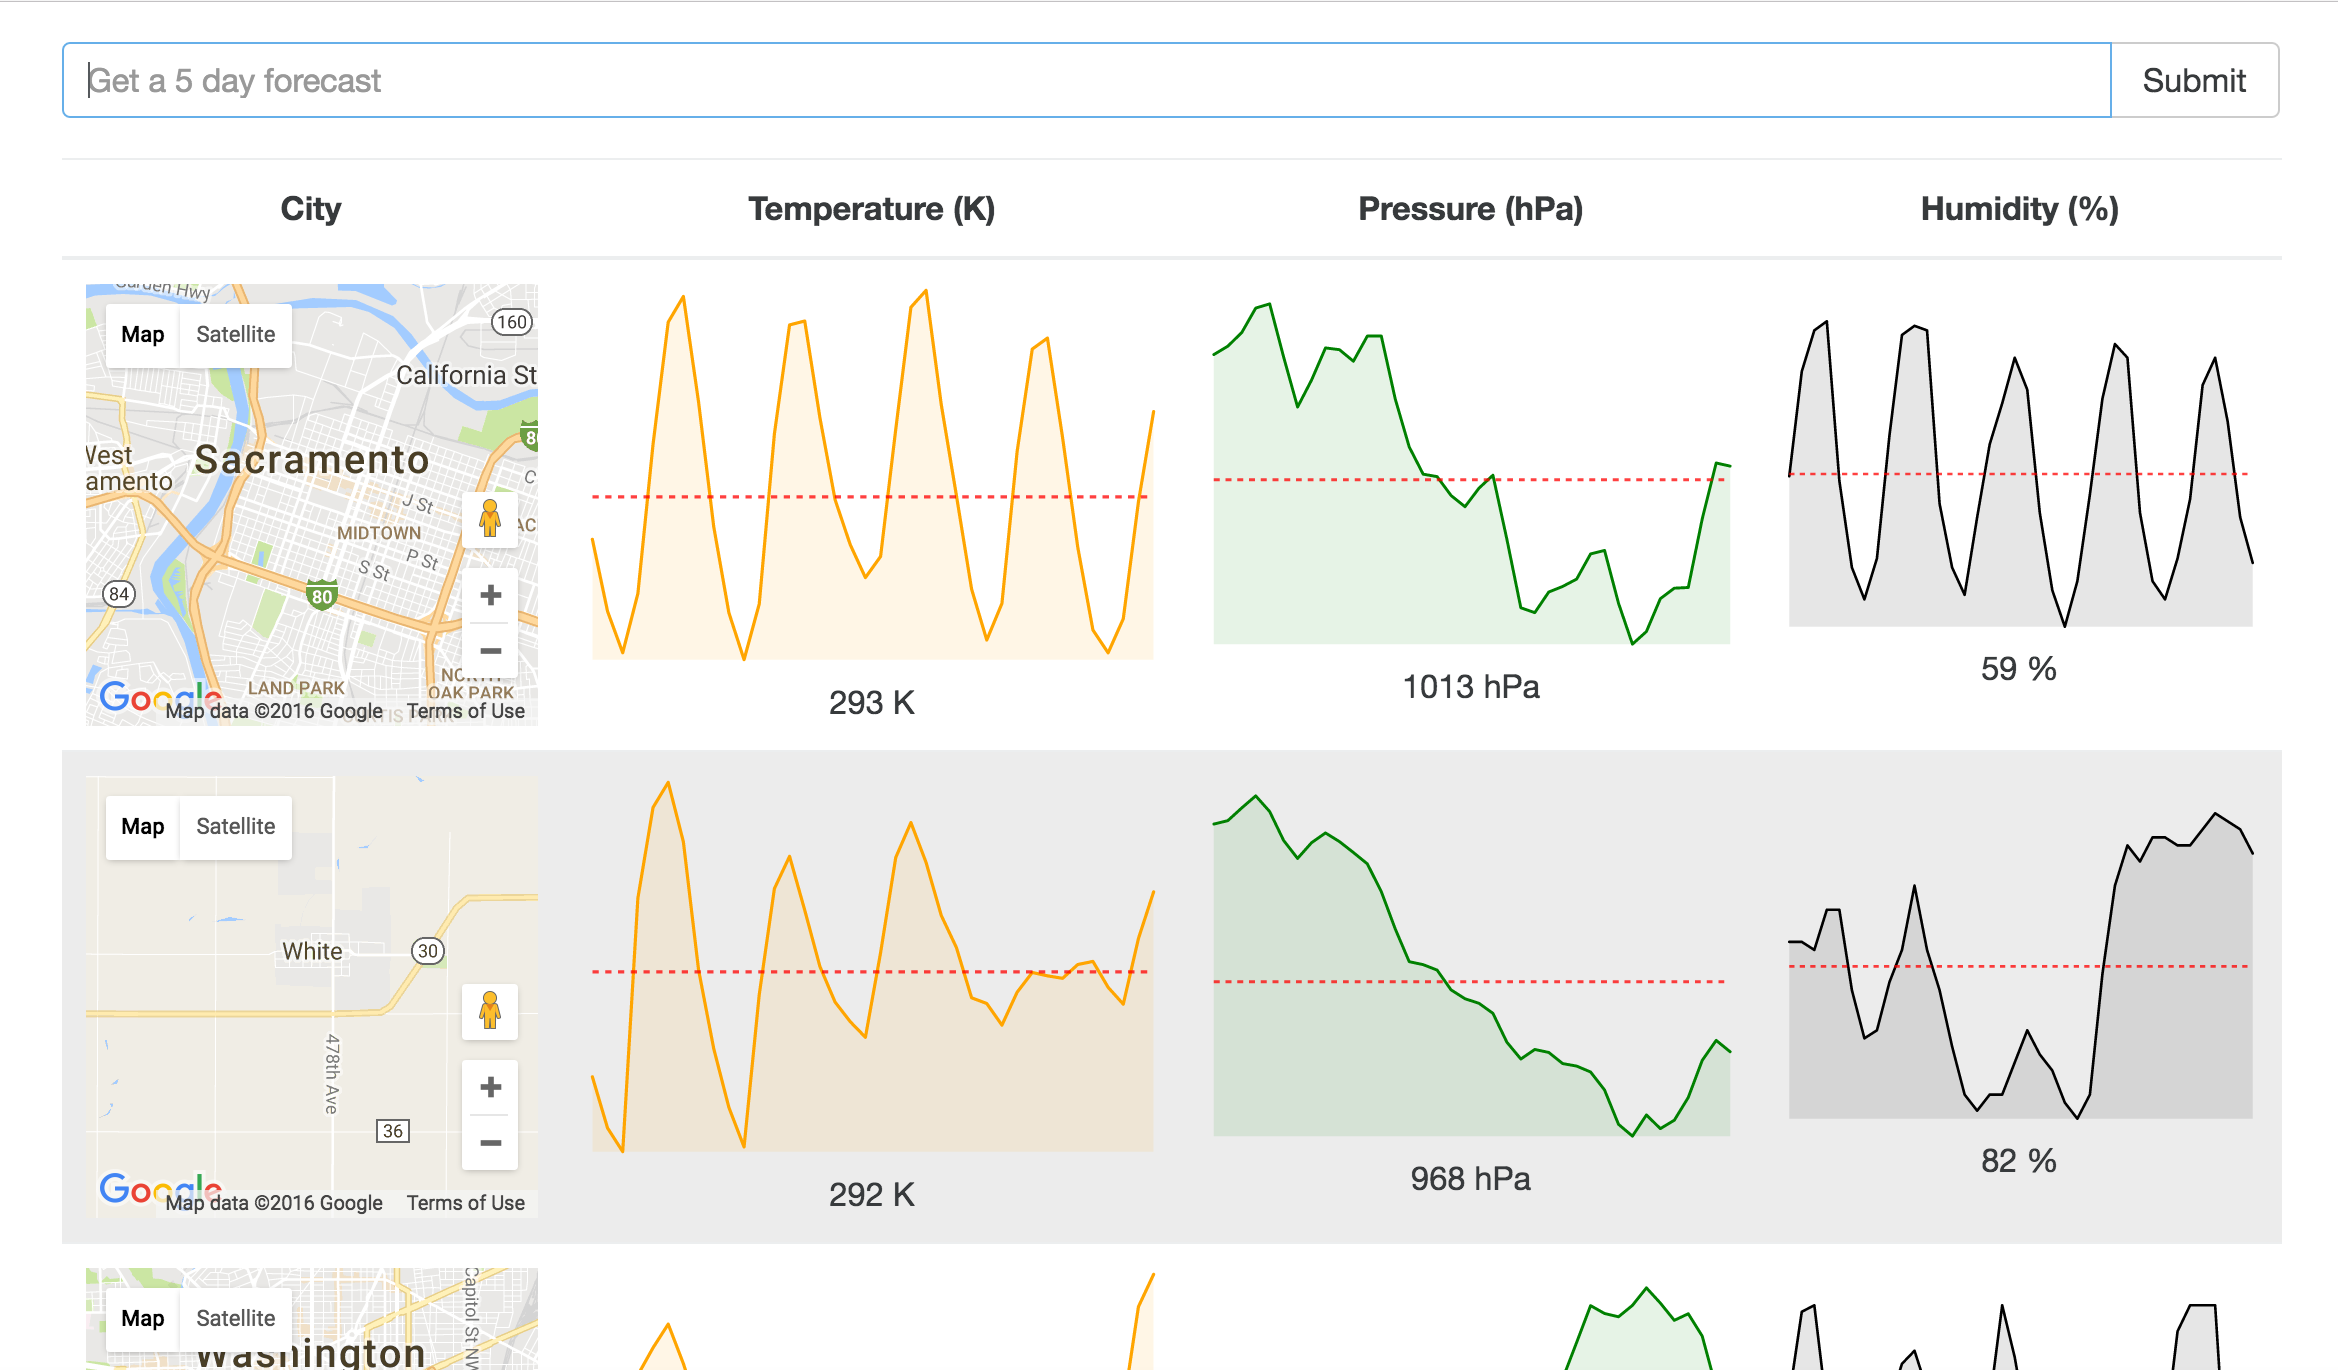 Get a 5 day forecast
Submit
City
Temperature (K)
Pressure (hPa)
Humidity (%)
Garden Hwy
Map
Satellite
160
California St
80
West
amento
Sacramento
J St
MIDTOWN
P St
S St
84
80
+
−
LAND PARK
NORTH
OAK PARK
Google
Map data ©2016 Google
Terms of Use
293 K
1013 hPa
59 %
Map
Satellite
White
30
478th Ave
36
+
−
Google
Map data ©2016 Google
Terms of Use
292 K
968 hPa
82 %
Map
Satellite
Capitol St NW
Washington